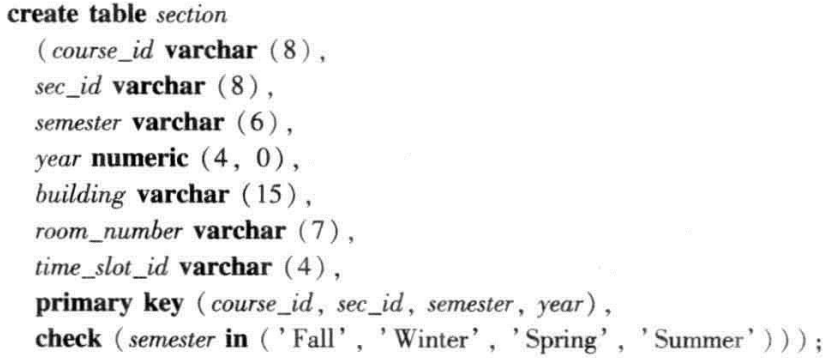 create table section
(course_id varchar (8),
sec_id varchar (8),
semester varchar (6),
year numeric (4, 0),
building varchar (15),
room_number varchar (7),
time_slot_id varchar (4),
primary key (course_id, sec_id, semester, year),
check (semester in ('Fall', 'Winter', 'Spring', 'Summer')));